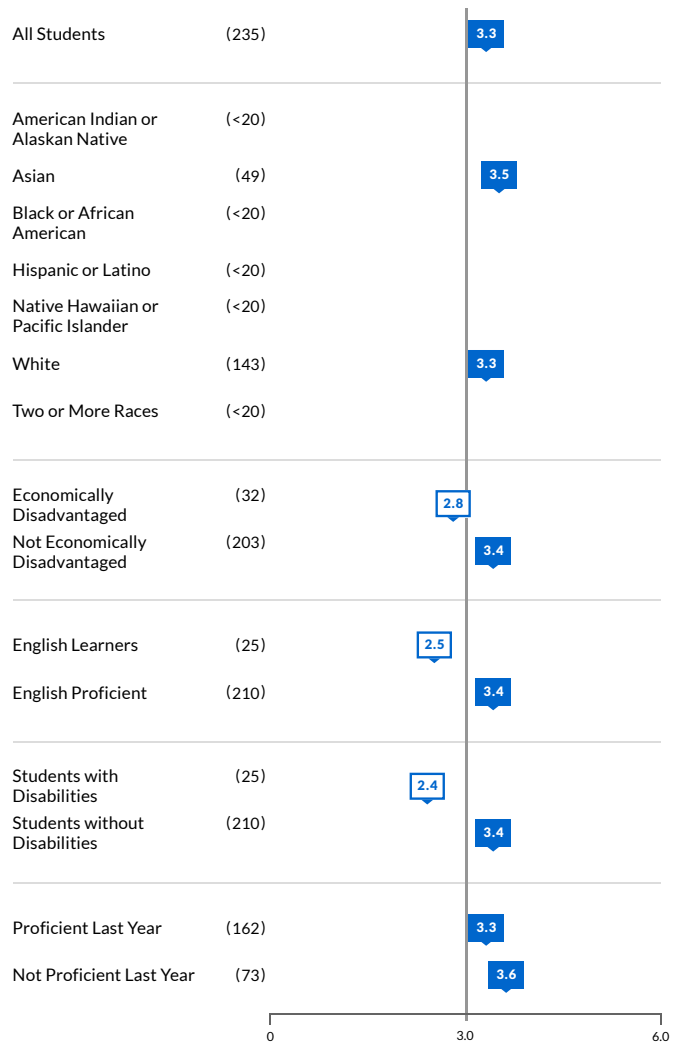 All Students (235) 3.3
American Indian or (<20)
Alaskan Native
Asian (49) 3.5
Black or African (<20)
American
Hispanic or Latino (<20)
Native Hawaiian or (<20)
Pacific Islander
White (143) 3.3
Two or More Races (<20)
Economically (32) 2.8
Disadvantaged
Not Economically (203) 3.4
Disadvantaged
English Learners (25) 2.5
English Proficient (210) 3.4
Students with (25) 2.4
Disabilities
Students without (210) 3.4
Disabilities
Proficient Last Year (162) 3.3
Not Proficient Last Year (73) 3.6
0 3.0 6.0